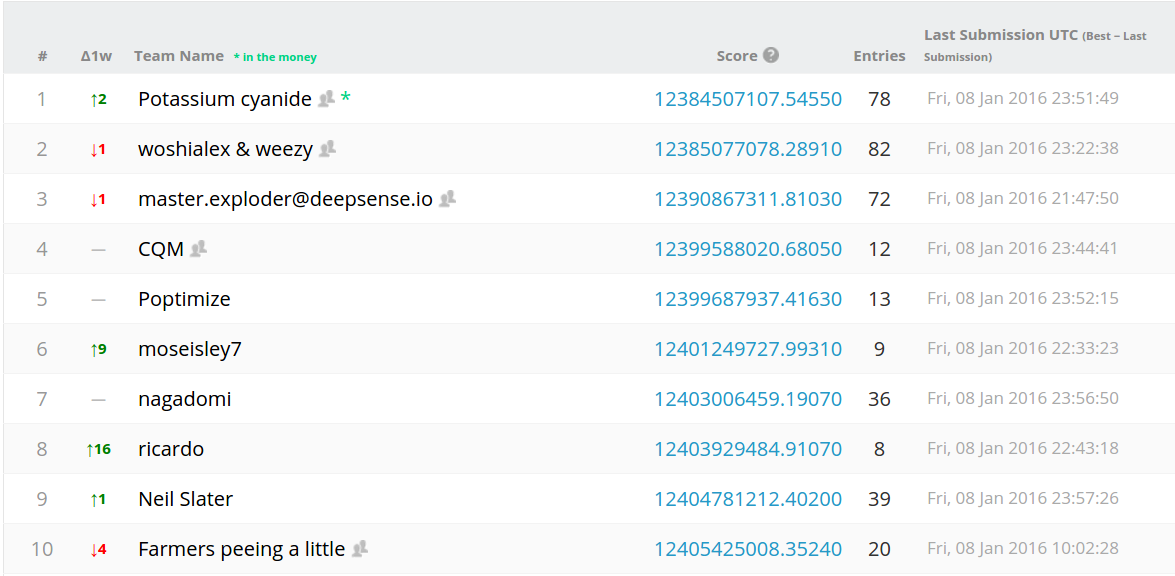 # Δ1w Team Name * in the money Score ? Entries Last Submission UTC (Best − Last Submission)
1 ↑2 Potassium cyanide * 12384507107.54550 78 Fri, 08 Jan 2016 23:51:49
2 ↓1 woshialex & weezy 12385077078.28910 82 Fri, 08 Jan 2016 23:22:38
3 ↓1 master.exploder@deepsense.io 12390867311.81030 72 Fri, 08 Jan 2016 21:47:50
4 — CQM 12399588020.68050 12 Fri, 08 Jan 2016 23:44:41
5 — Poptimize 12399687937.41630 13 Fri, 08 Jan 2016 23:52:15
6 ↑9 moseisley7 12401249727.99310 9 Fri, 08 Jan 2016 22:33:23
7 — nagadomi 12403006459.19070 36 Fri, 08 Jan 2016 23:56:50
8 ↑16 ricardo 12403929484.91070 8 Fri, 08 Jan 2016 22:43:18
9 ↑1 Neil Slater 12404781212.40200 39 Fri, 08 Jan 2016 23:57:26
10 ↓4 Farmers peeing a little 12405425008.35240 20 Fri, 08 Jan 2016 10:02:28